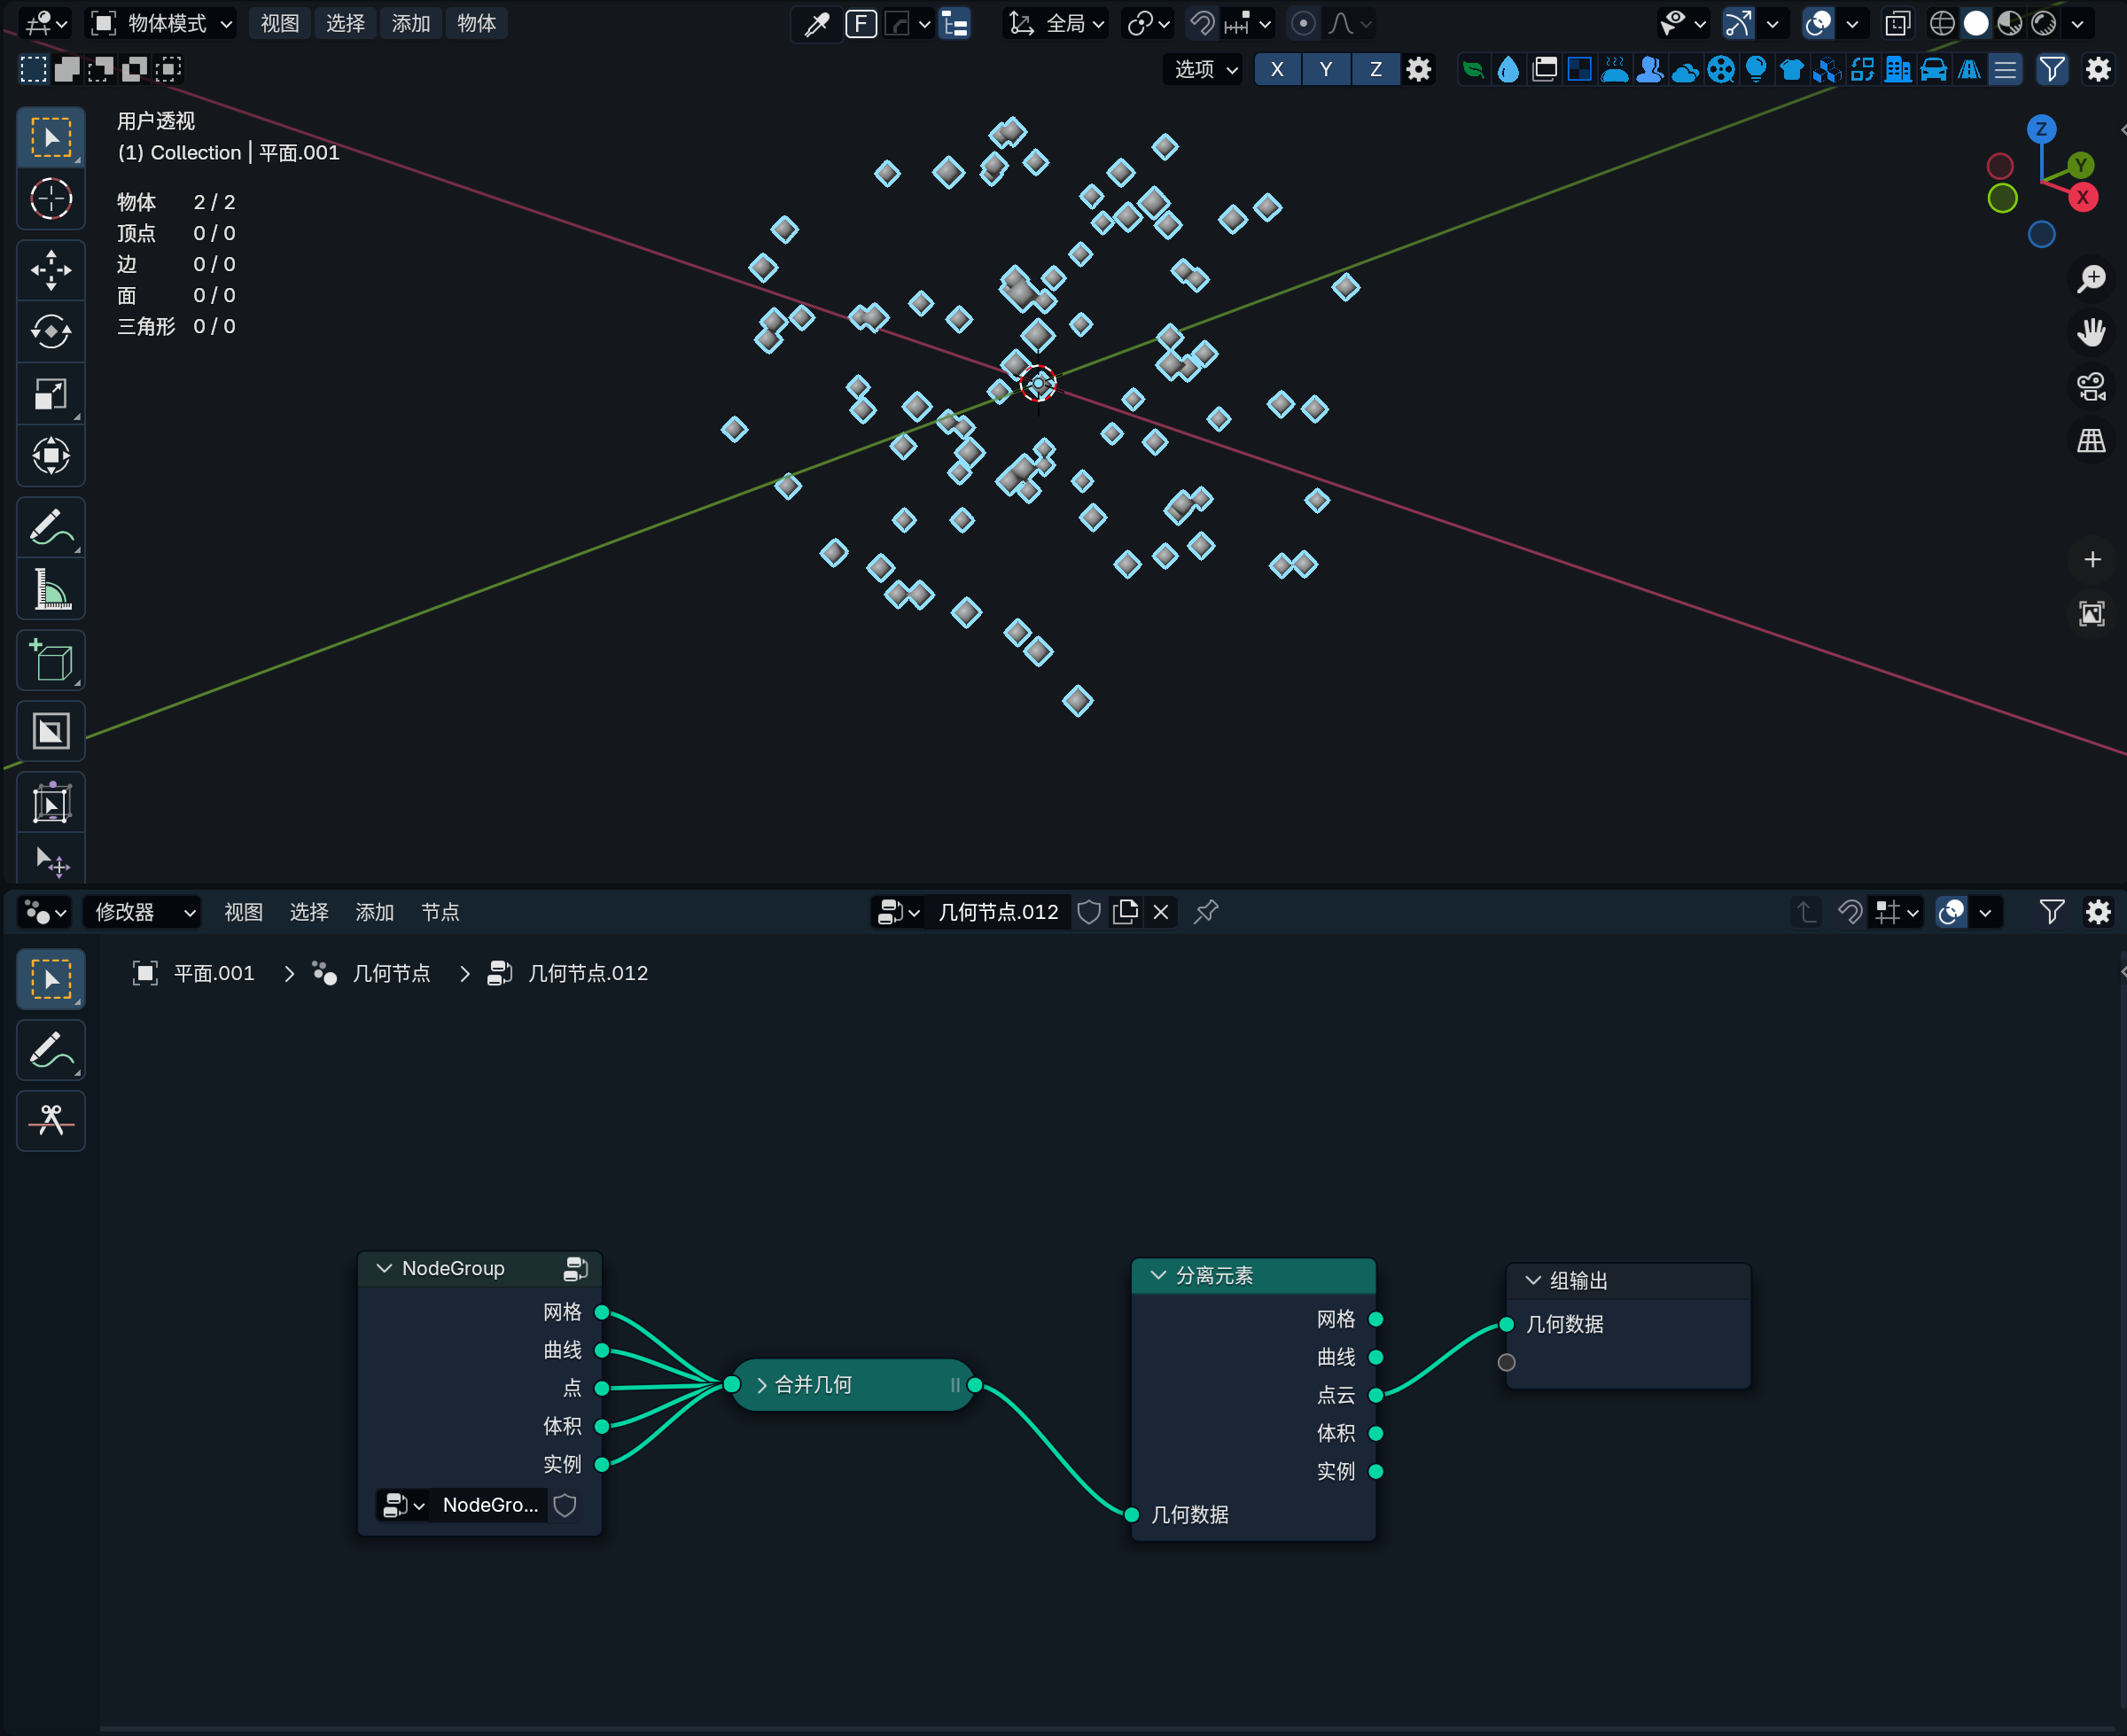 物体模式 视图 选择 添加 物体 F 全局
选项 X Y Z
用户透视
(1) Collection | 平面.001
物体 2 / 2
顶点 0 / 0
边 0 / 0
面 0 / 0
三角形 0 / 0
Z
Y
X
修改器 视图 选择 添加 节点 几何节点.012
平面.001 几何节点 几何节点.012
NodeGroup
网格
曲线
点
体积
实例
NodeGro...
合并几何
分离元素
网格
曲线
点云
体积
实例
几何数据
组输出
几何数据